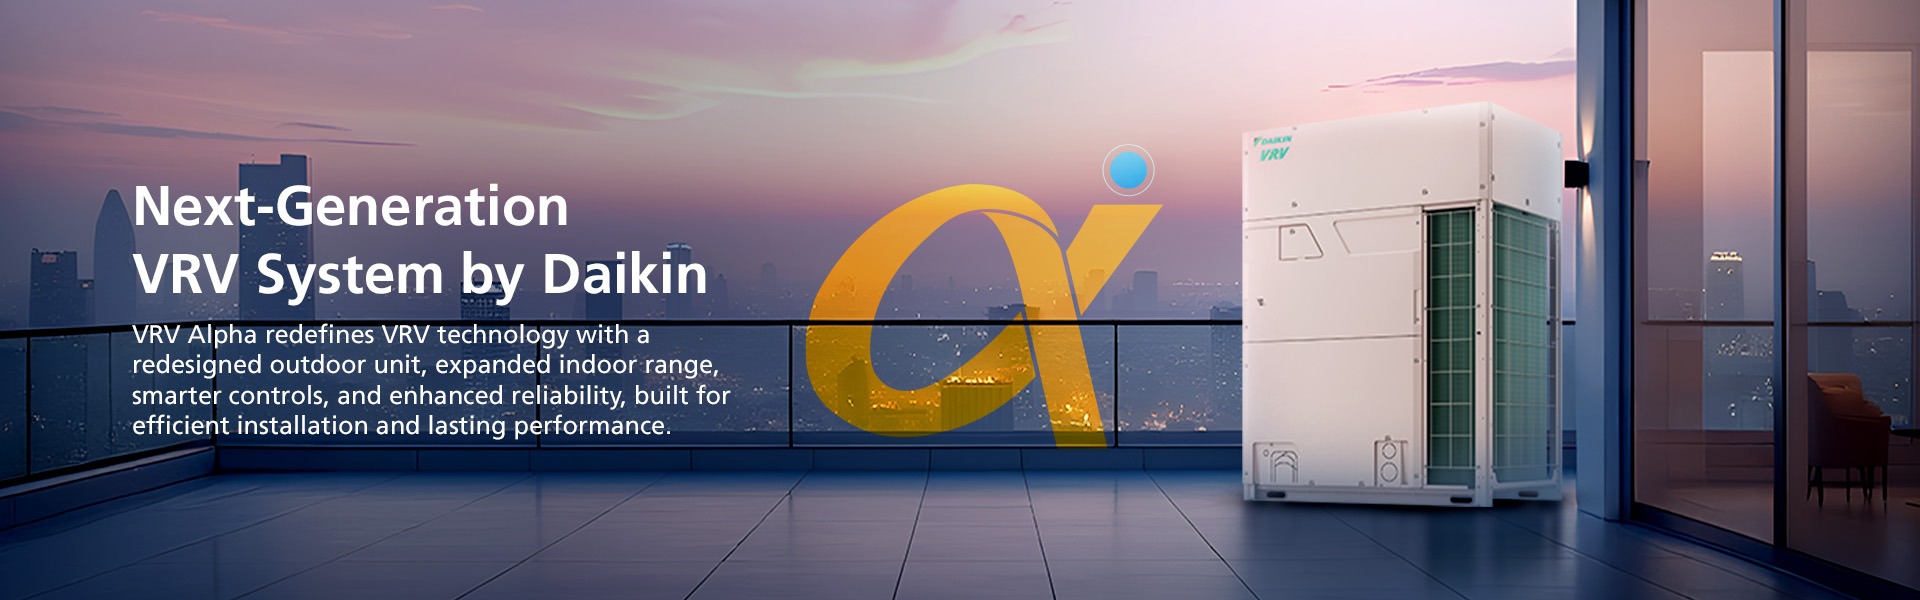 Next-Generation
VRV System by Daikin
VRV Alpha redefines VRV technology with a
redesigned outdoor unit, expanded indoor range,
smarter controls, and enhanced reliability, built for
efficient installation and lasting performance.
α
DAIKIN
VRV